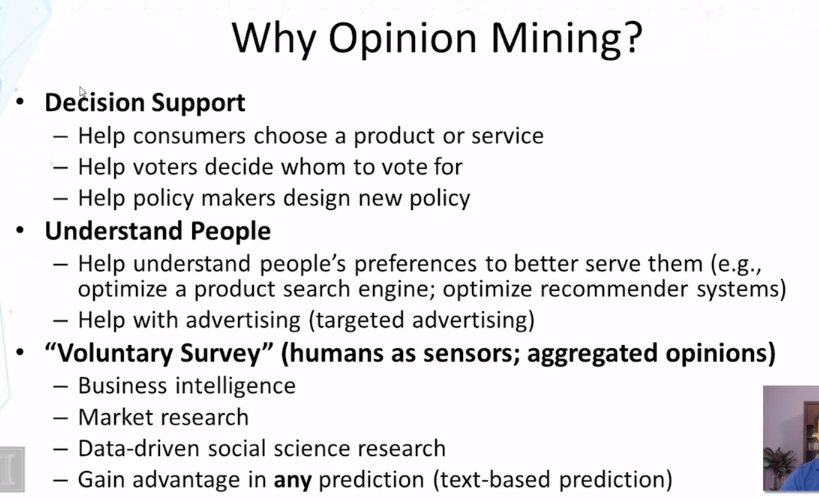 Why Opinion Mining?
• Decision Support
– Help consumers choose a product or service
– Help voters decide whom to vote for
– Help policy makers design new policy
• Understand People
– Help understand people’s preferences to better serve them (e.g.,
optimize a product search engine; optimize recommender systems)
– Help with advertising (targeted advertising)
• “Voluntary Survey” (humans as sensors; aggregated opinions)
– Business intelligence
– Market research
– Data-driven social science research
– Gain advantage in any prediction (text-based prediction)